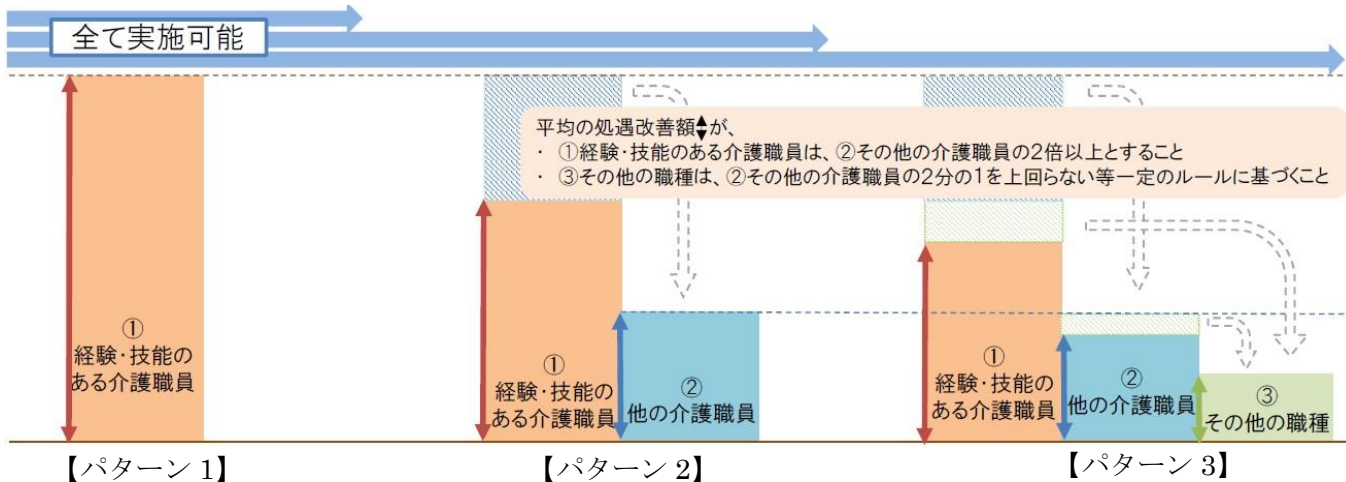 全て実施可能
平均の処遇改善額が、
・ ①経験・技能のある介護職員は、②その他の介護職員の2倍以上とすること
・ ③その他の職種は、②その他の介護職員の2分の1を上回らない等一定のルールに基づくこと
①
経験・技能の
ある介護職員
①
経験・技能の
ある介護職員
②
他の介護職員
①
経験・技能の
ある介護職員
②
他の介護職員
③
その他の職種
【パターン 1】
【パターン 2】
【パターン 3】